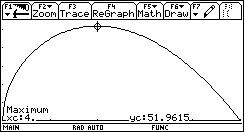 F1 F2 Zoom F3 Trace F4 ReGraph F5 Math F6 Draw F7
Maximum
xc:4. yc:51.9615
MAIN RAD AUTO FUNC